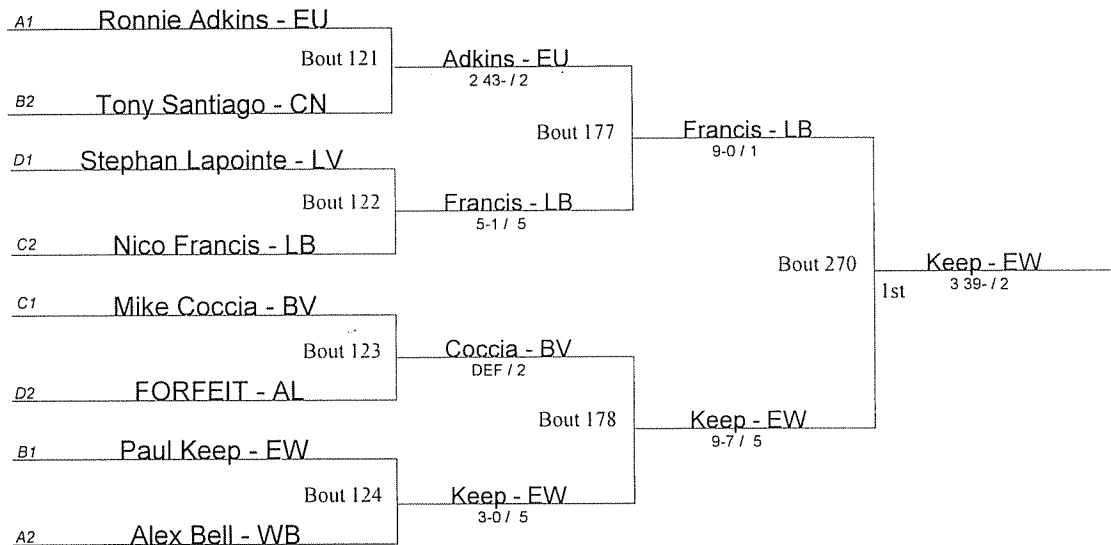 A1 Ronnie Adkins - EU
Bout 121
Adkins - EU
2 43- / 2
B2 Tony Santiago - CN
Bout 177
Francis - LB
9-0 / 1
D1 Stephan Lapointe - LV
Bout 122
Francis - LB
5-1 / 5
C2 Nico Francis - LB
Bout 270
Keep - EW
3 39- / 2
1st
C1 Mike Coccia - BV
Bout 123
Coccia - BV
DEF / 2
D2 FORFEIT - AL
Bout 178
Keep - EW
9-7 / 5
B1 Paul Keep - EW
Bout 124
Keep - EW
3-0 / 5
A2 Alex Bell - WB